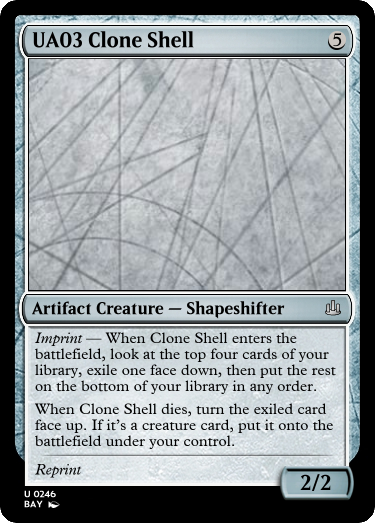 UA03 Clone Shell
5
Artifact Creature — Shapeshifter
Imprint — When Clone Shell enters the
battlefield, look at the top four cards of your
library, exile one face down, then put the rest
on the bottom of your library in any order.
When Clone Shell dies, turn the exiled card
face up. If it's a creature card, put it onto the
battlefield under your control.
Reprint
2/2
U 0246
BAY